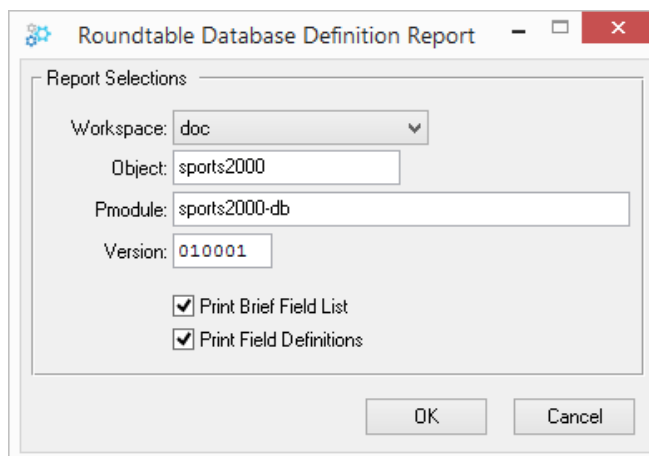 Roundtable Database Definition Report
Report Selections
Workspace: doc
Object: sports2000
Pmodule: sports2000-db
Version: 010001
Print Brief Field List
Print Field Definitions
OK Cancel